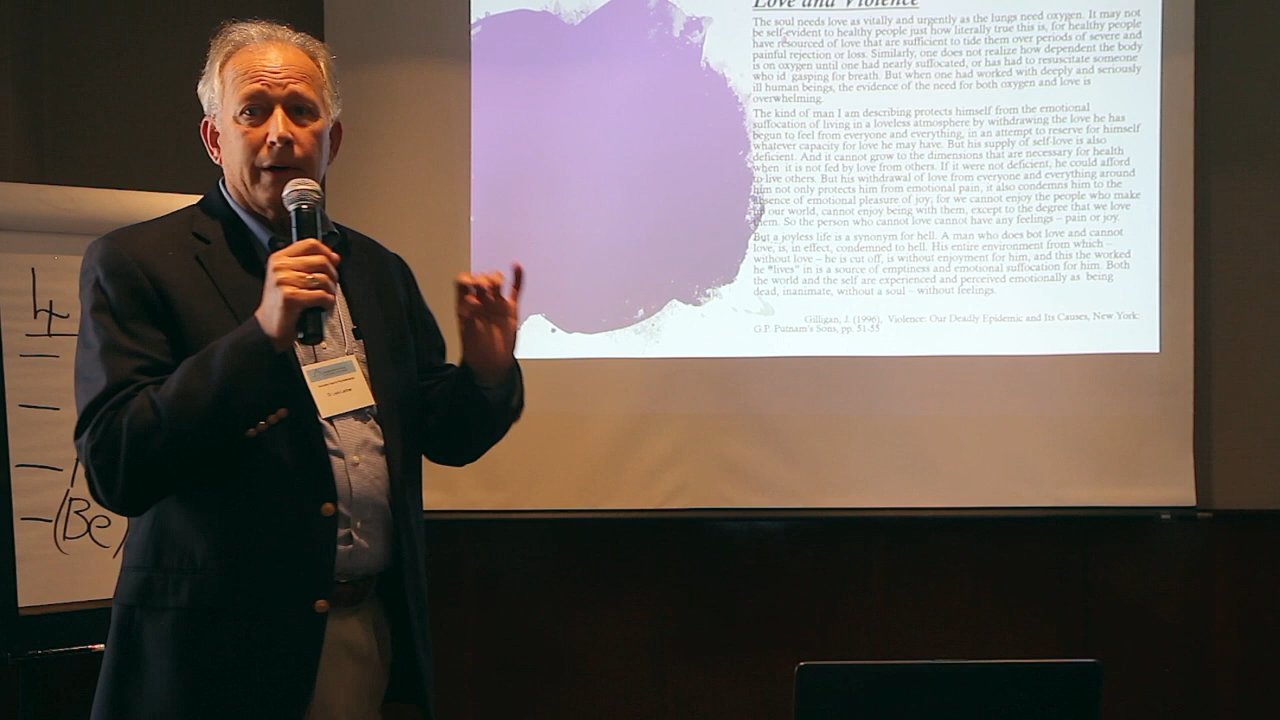 Love and Violence
The soul needs love as vitally and urgently as the lungs need oxygen. It may not
be self-evident to healthy people just how literally true this is, for healthy people
have resourced of love that are sufficient to tide them over periods of severe and
painful rejection or loss. Similarly, one does not realize how dependent the body
is on oxygen until one had nearly suffocated, or has had to resuscitate someone
who id gasping for breath. But when one had worked with deeply and seriously
ill human beings, the evidence of the need for both oxygen and love is
overwhelming.
The kind of man I am describing protects himself from the emotional
suffocation of living in a loveless atmosphere by withdrawing the love he has
begun to feel from everyone and everything, in an attempt to reserve for himself
whatever capacity for love he may have. But his supply of self-love is also
deficient. And it cannot grow to the dimensions that are necessary for health
when it is not fed by love from others. If it were not deficient, he could afford
to live others. But his withdrawal of love from everyone and everything around
him not only protects him from emotional pain, it also condemns him to the
absence of emotional pleasure of joy; for we cannot enjoy the people who make
our world, cannot enjoy being with them, except to the degree that we love
them. So the person who cannot love cannot have any feelings – pain or joy.
But a joyless life is a synonym for hell. A man who does bot love and cannot
love, is, in effect, condemned to hell. His entire environment from which –
without love – he is cut off, is without enjoyment for him, and this the worked
he "lives" in is a source of emptiness and emotional suffocation for him. Both
the world and the self are experienced and perceived emotionally as being
dead, inanimate, without a soul – without feelings.
Gilligan, J. (1996), Violence: Our Deadly Epidemic and Its Causes, New York:
G.P. Putnam's Sons, pp. 51-55
4
– (Be)